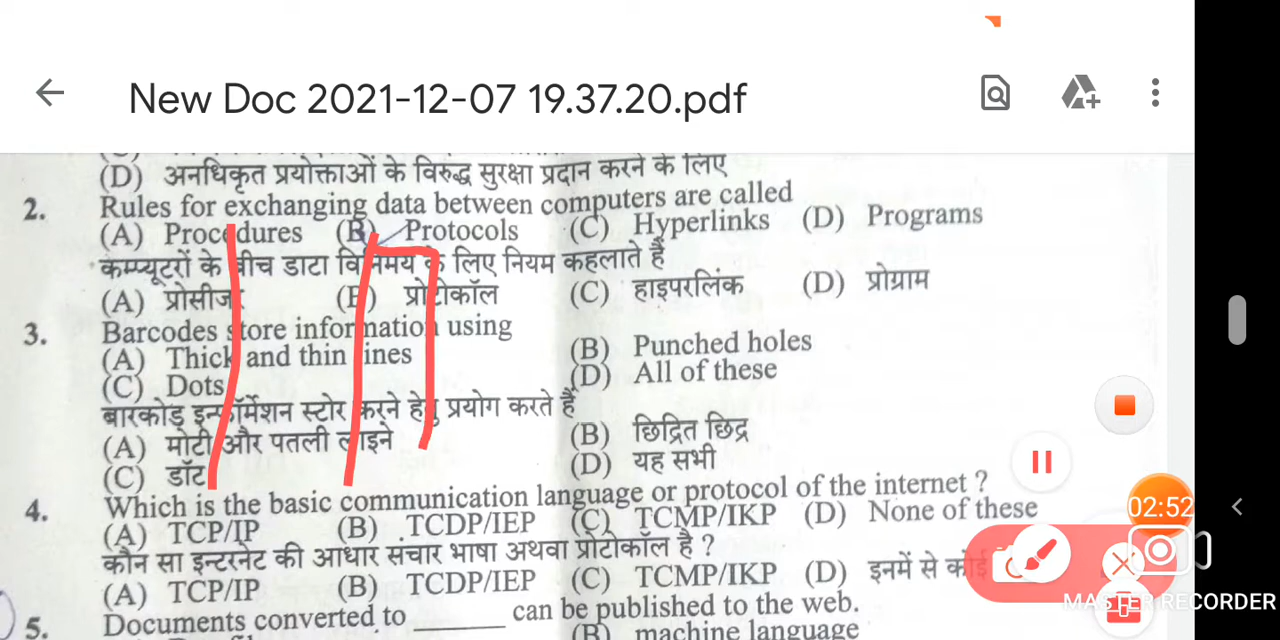 New Doc 2021-12-07 19.37.20.pdf
(D) अनधिकृत प्रयोक्ताओं के विरुद्ध सुरक्षा प्रदान करने के लिए
2. Rules for exchanging data between computers are called
(A) Procedures (B) Protocols (C) Hyperlinks (D) Programs
कम्प्यूटरों के बीच डाटा विनिमय के लिए नियम कहलाते हैं
(A) प्रोसीजर (B) प्रोटोकॉल (C) हाइपरलिंक (D) प्रोग्राम
3. Barcodes store information using
(A) Thick and thin lines (B) Punched holes
(C) Dots (D) All of these
बारकोड इन्फॉर्मेशन स्टोर करने हेतु प्रयोग करते हैं
(A) मोटी और पतली लाइने (B) छिद्रित छिद्र
(C) डॉट (D) यह सभी
4. Which is the basic communication language or protocol of the internet ?
(A) TCP/IP (B) TCDP/IEP (C) TCMP/IKP (D) None of these
कौन सा इन्टरनेट की आधार संचार भाषा अथवा प्रोटोकॉल है ?
(A) TCP/IP (B) TCDP/IEP (C) TCMP/IKP (D) इनमें से
5. Documents converted to ______ can be published to the web.
(B) machine language
02:52
MASTER RECORDER